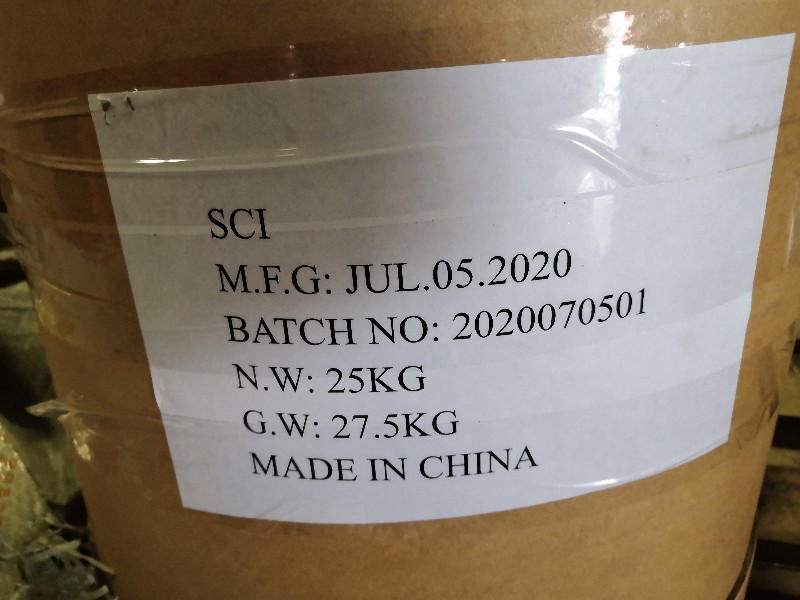 SCI
M.F.G: JUL.05.2020
BATCH NO: 2020070501
N.W: 25KG
G.W: 27.5KG
MADE IN CHINA